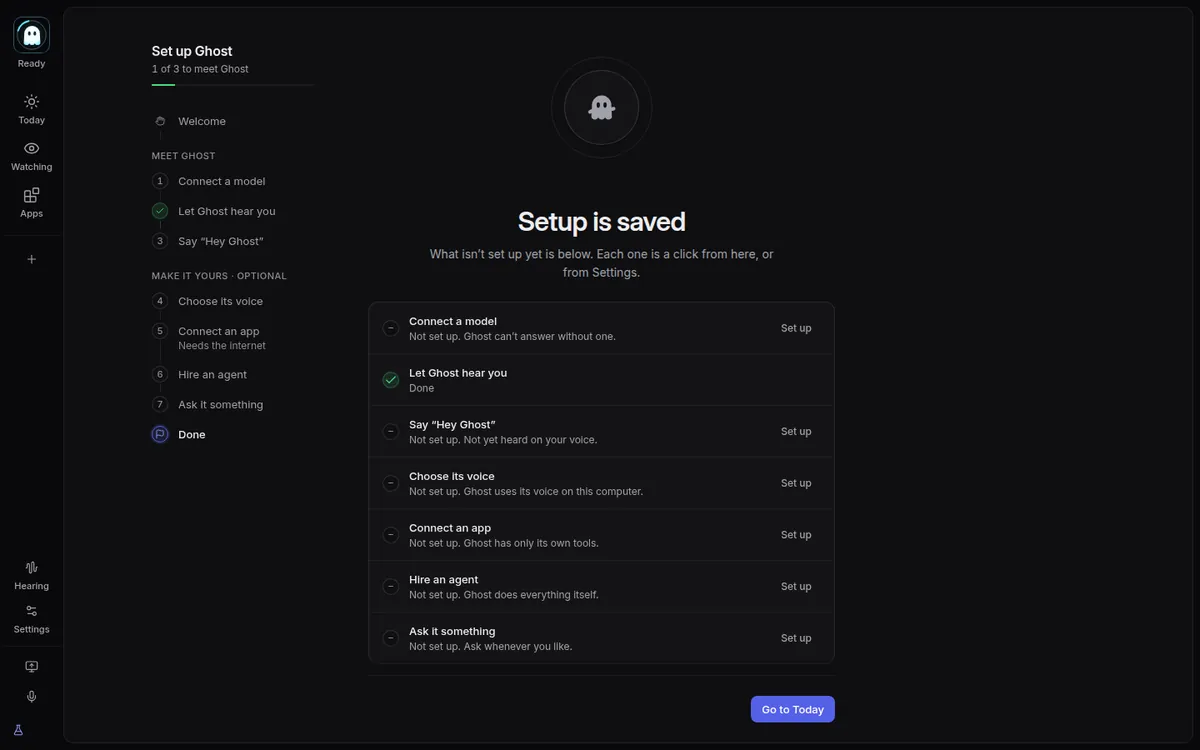 Ready
Today
Watching
Apps
Hearing
Settings
Set up Ghost
1 of 3 to meet Ghost
Welcome
MEET GHOST
1 Connect a model
Let Ghost hear you
3 Say “Hey Ghost”
MAKE IT YOURS · OPTIONAL
4 Choose its voice
5 Connect an app
Needs the internet
6 Hire an agent
7 Ask it something
Done
Setup is saved
What isn’t set up yet is below. Each one is a click from here, or
from Settings.
Connect a model
Not set up. Ghost can’t answer without one.
Set up
Let Ghost hear you
Done
Say “Hey Ghost”
Not set up. Not yet heard on your voice.
Set up
Choose its voice
Not set up. Ghost uses its voice on this computer.
Set up
Connect an app
Not set up. Ghost has only its own tools.
Set up
Hire an agent
Not set up. Ghost does everything itself.
Set up
Ask it something
Not set up. Ask whenever you like.
Set up
Go to Today